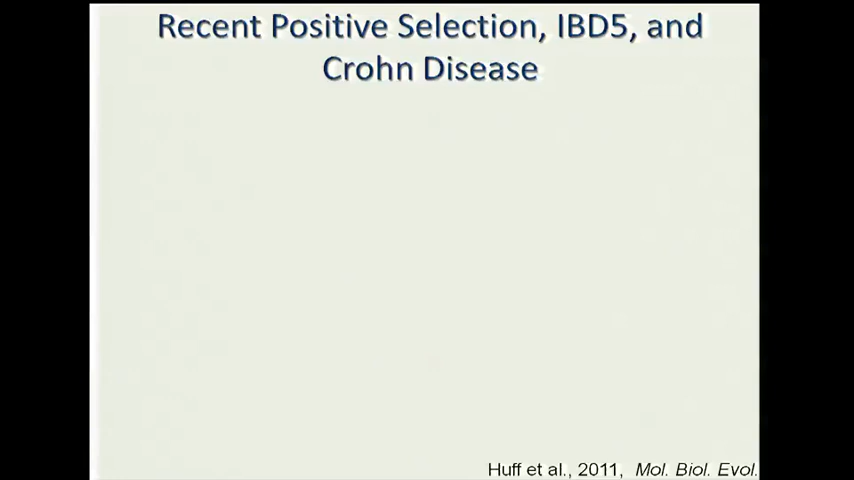 Recent Positive Selection, IBD5, and
Crohn Disease
Huff et al., 2011, Mol. Biol. Evol.